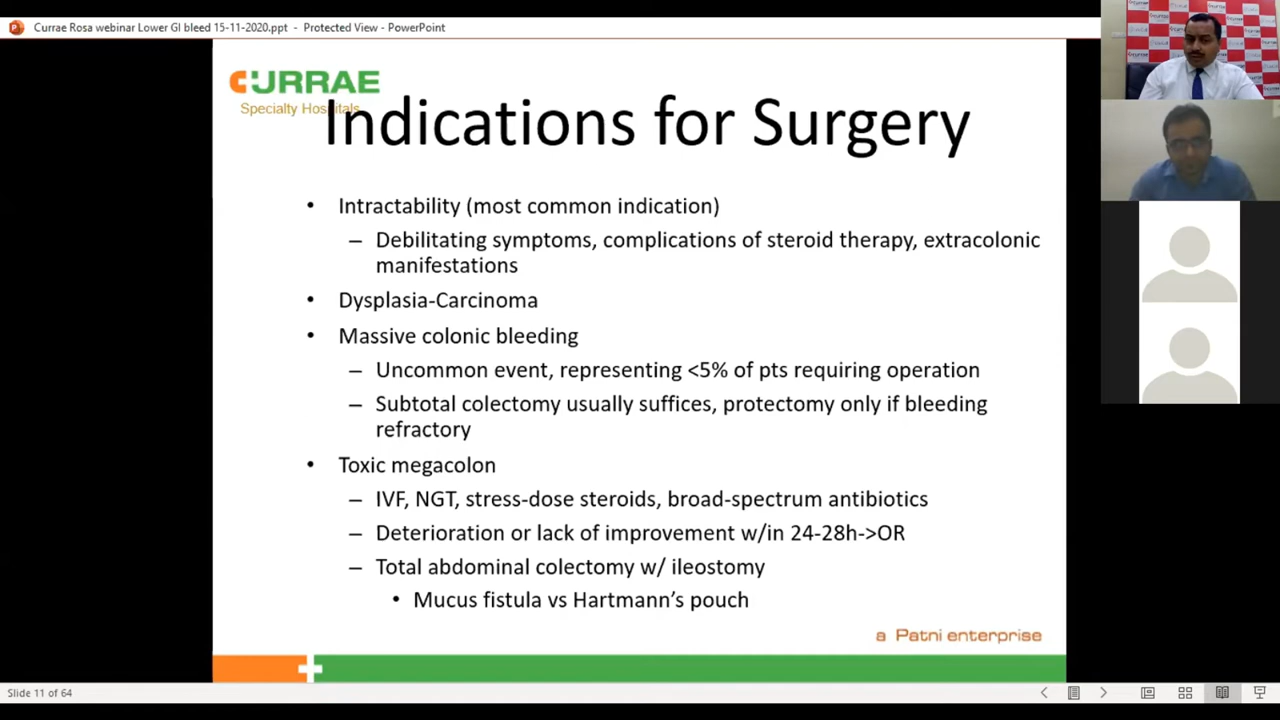 Currae Rosa webinar Lower GI bleed 15-11-2020.ppt - Protected View - PowerPoint
CURRAE
Specialty Hospitals
Indications for Surgery
• Intractability (most common indication)
– Debilitating symptoms, complications of steroid therapy, extracolonic
manifestations
• Dysplasia-Carcinoma
• Massive colonic bleeding
– Uncommon event, representing <5% of pts requiring operation
– Subtotal colectomy usually suffices, protectomy only if bleeding
refractory
• Toxic megacolon
– IVF, NGT, stress-dose steroids, broad-spectrum antibiotics
– Deterioration or lack of improvement w/in 24-28h->OR
– Total abdominal colectomy w/ ileostomy
• Mucus fistula vs Hartmann's pouch
a Patni enterprise
Slide 11 of 64